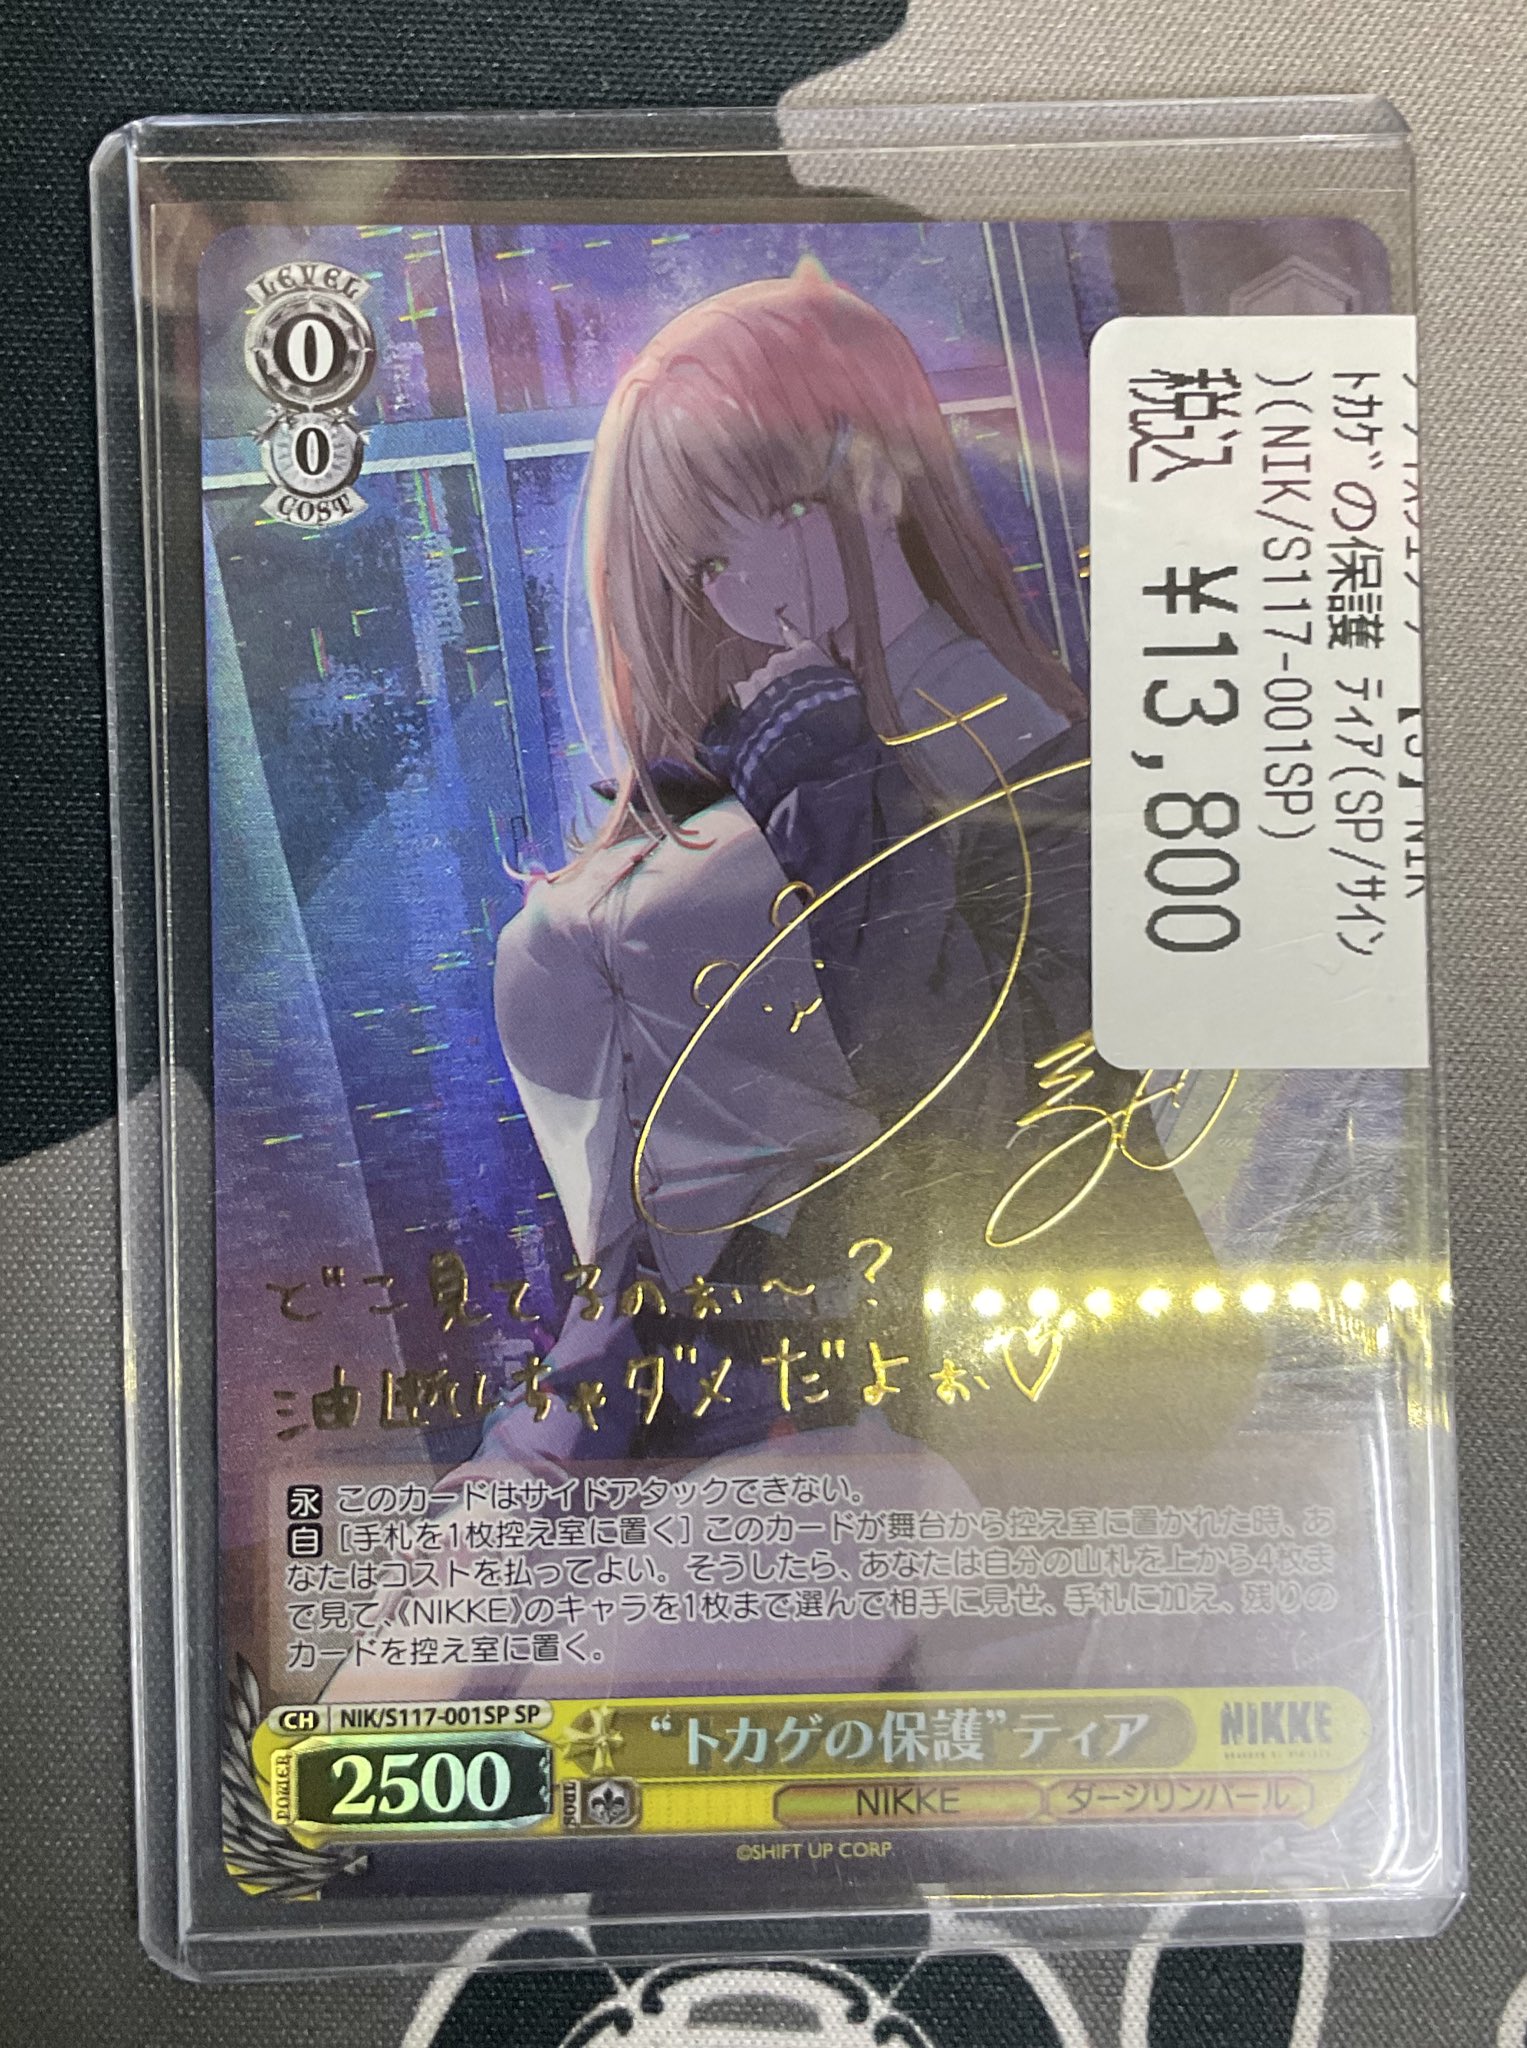 LEVEL
0
0
COST
トカゲの保護 ティア(SP/サイン
)(NIK/S117-001SP)
税込 ¥13,800
どこ見てるのぉ〜?
油断しちゃダメだよぉ♡
永 このカードはサイドアタックできない。
自 [手札を1枚控え室に置く] このカードが舞台から控え室に置かれた時、あ
なたはコストを払ってよい。そうしたら、あなたは自分の山札を上から4枚ま
で見て、《NIKKE》のキャラを1枚まで選んで相手に見せ、手札に加え、残りの
カードを控え室に置く。
CH NIK/S117-001SP SP
“トカゲの保護”ティア
NIKKE
POWER
2500
SOUL
NIKKE
ダージリンパール
©SHIFT UP CORP.